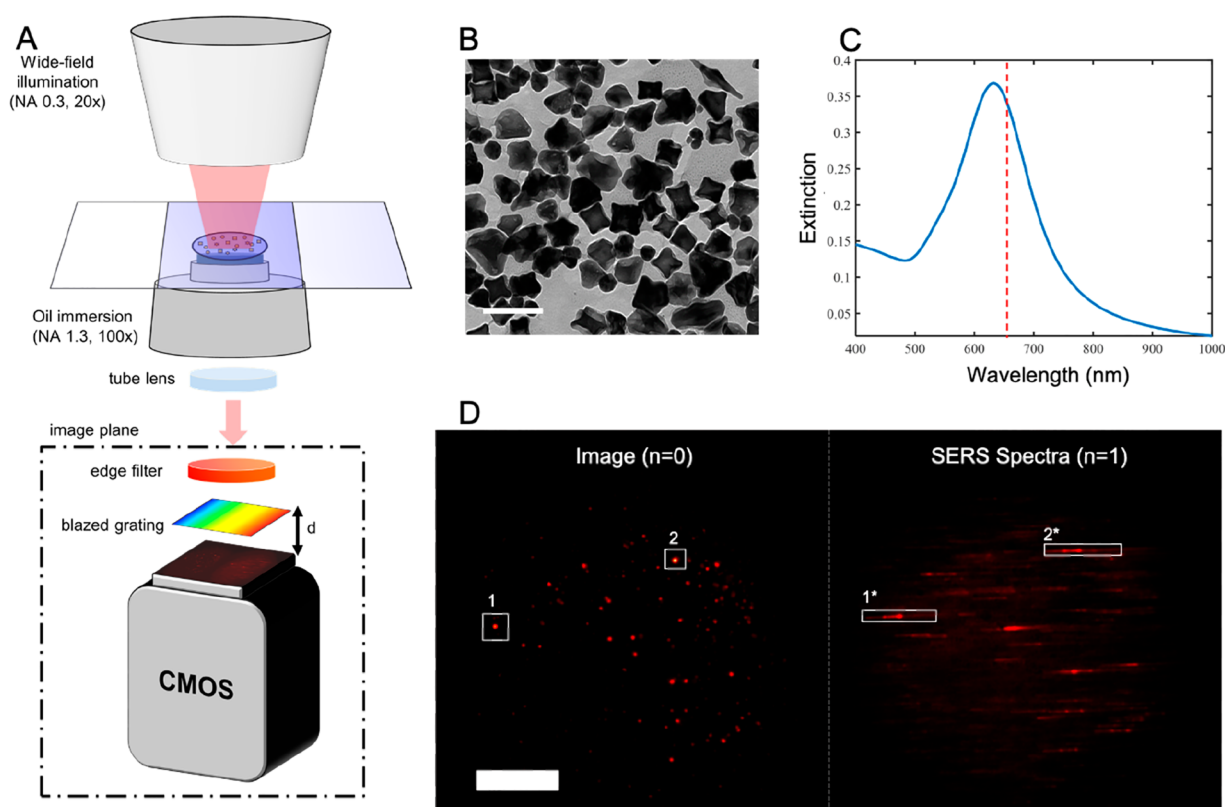 A
Wide-field
illumination
(NA 0.3, 20x)
Oil immersion
(NA 1.3, 100x)
tube lens
image plane
edge filter
blazed grating
d
CMOS
B
C
Extinction
0.4
0.35
0.3
0.25
0.2
0.15
0.1
0.05
400
500
600
700
800
900
1000
Wavelength (nm)
D
Image (n=0)
SERS Spectra (n=1)
1
2
1*
2*